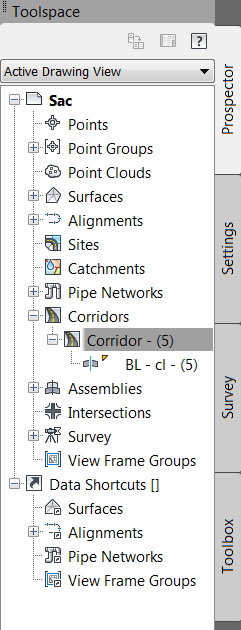 Toolspace
?
Active Drawing View
Sac
Points
Point Groups
Point Clouds
Surfaces
Alignments
Sites
Catchments
Pipe Networks
Corridors
Corridor - (5)
BL - cl - (5)
Assemblies
Intersections
Survey
View Frame Groups
Data Shortcuts []
Surfaces
Alignments
Pipe Networks
View Frame Groups
Prospector
Settings
Survey
Toolbox